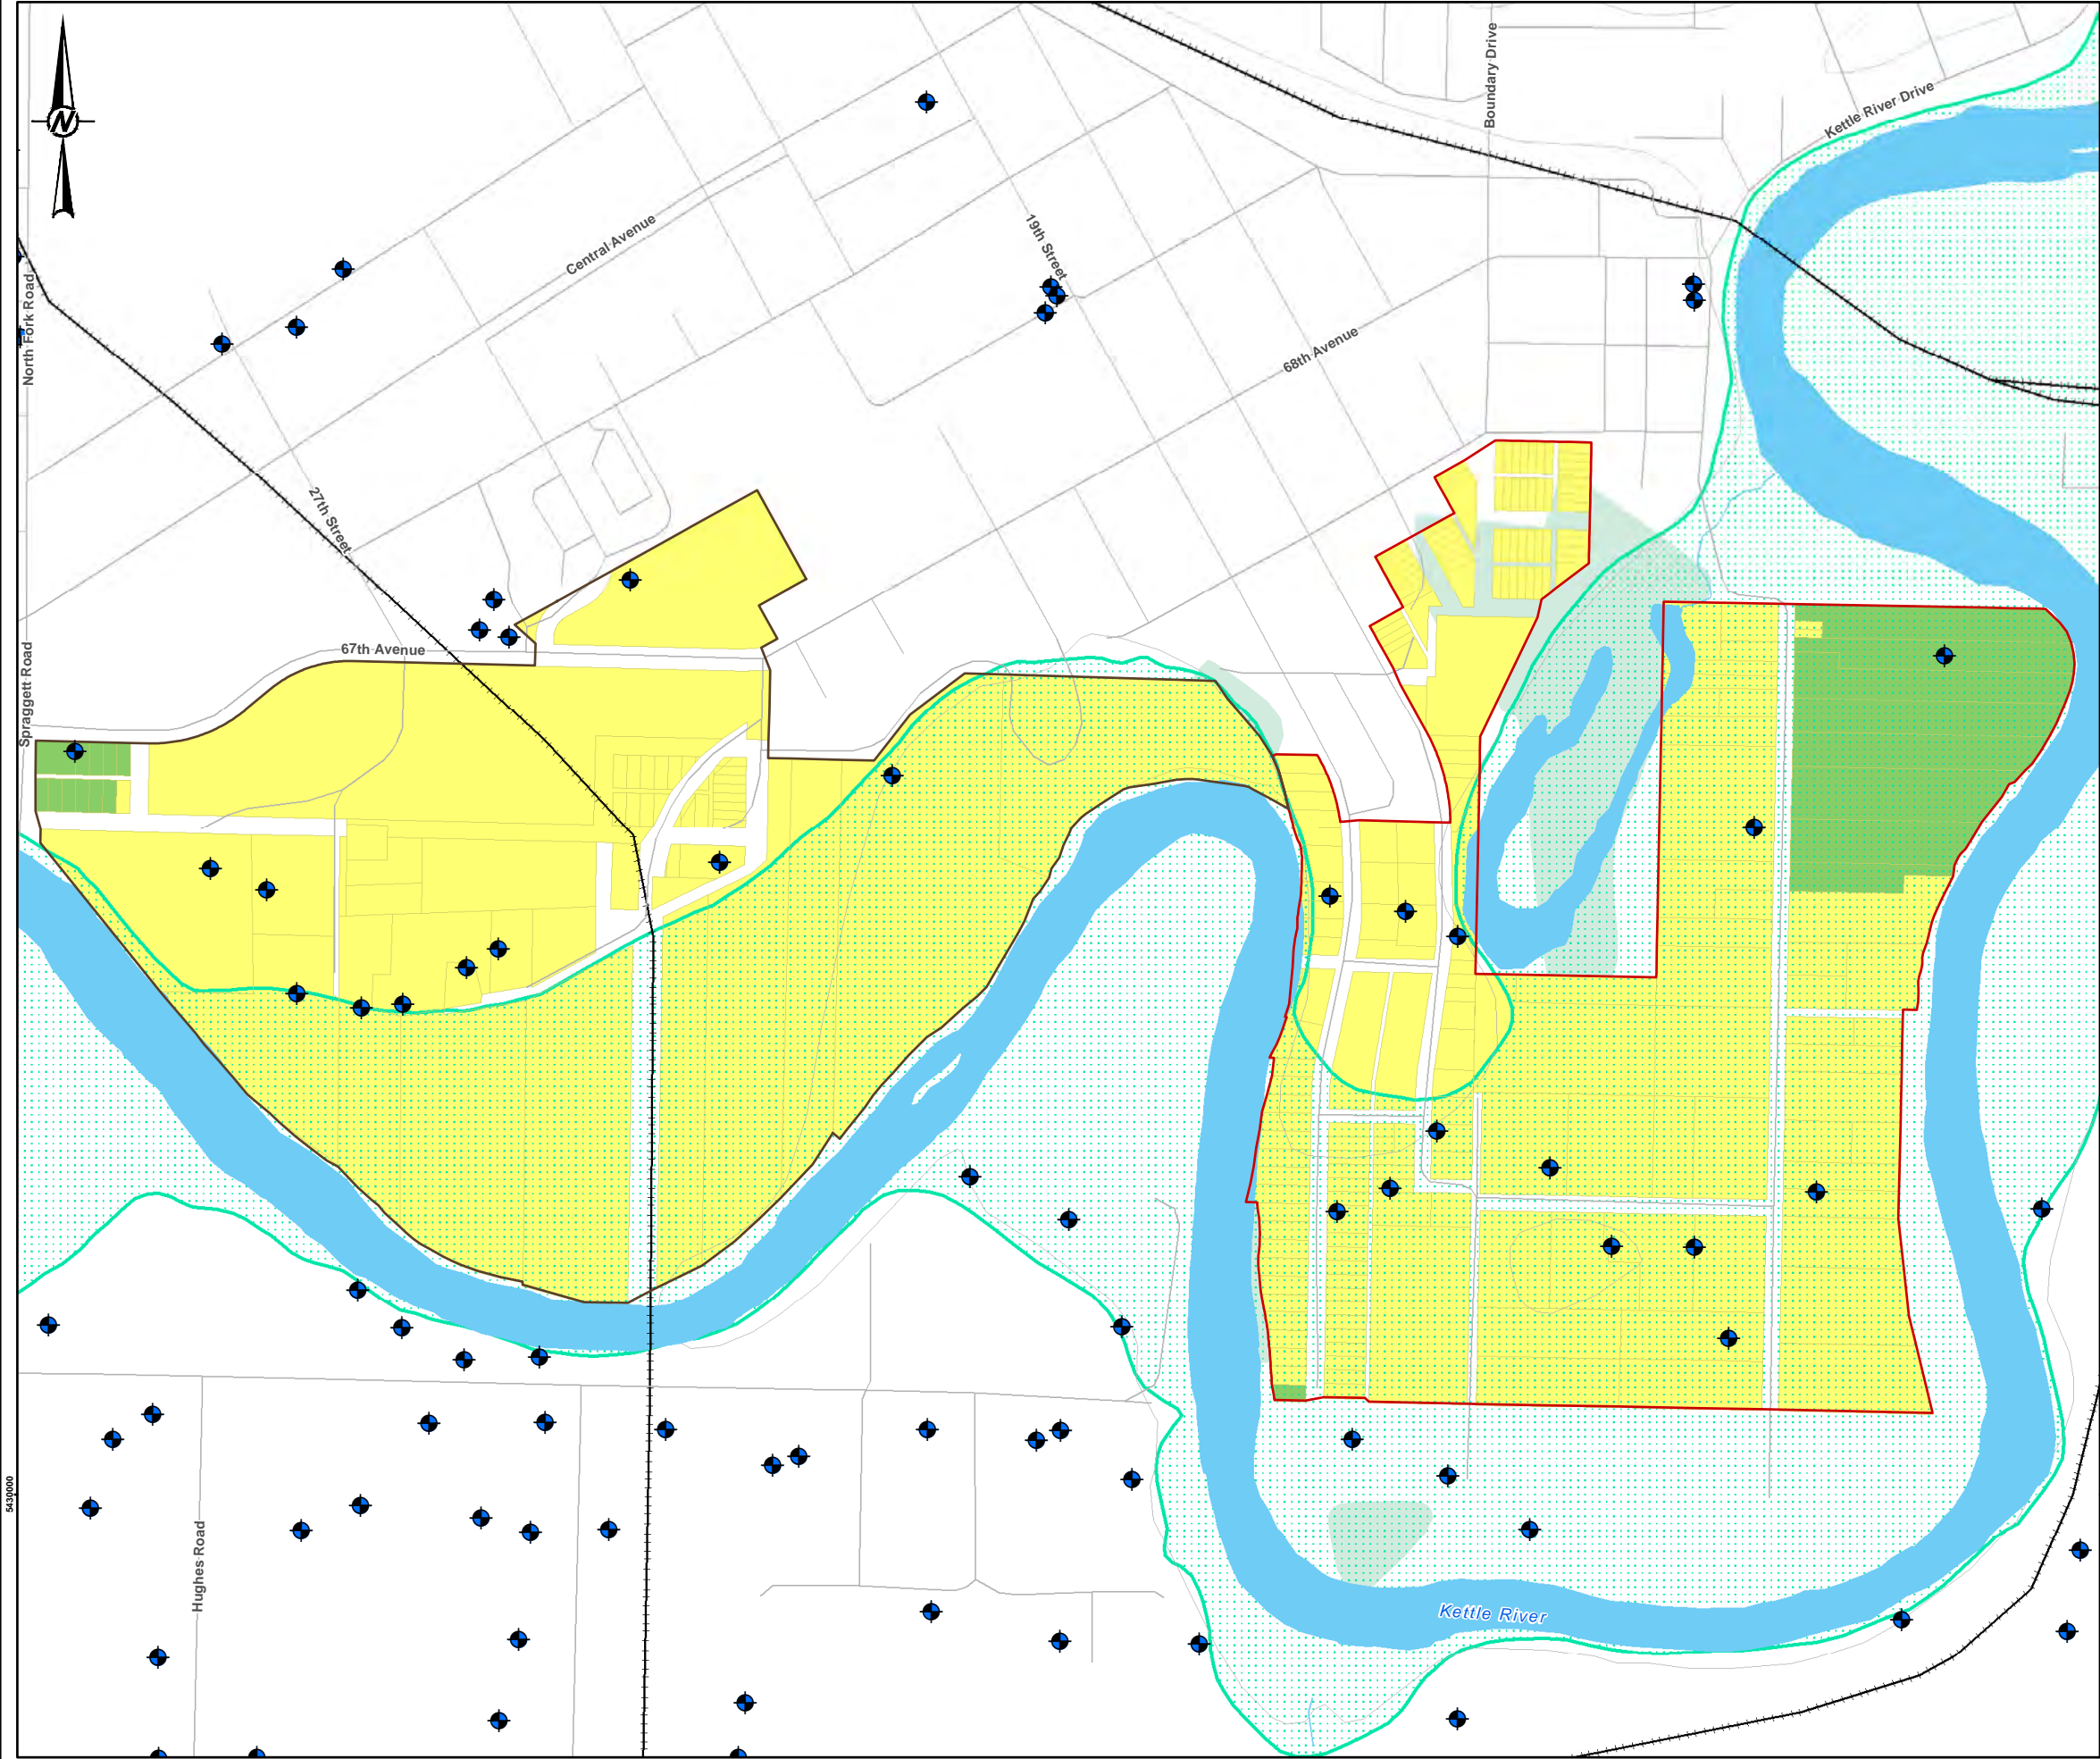 N
Boundary Drive
Kettle River Drive
Central Avenue
19th Street
North Fork Road
68th Avenue
27th Street
67th Avenue
Spraggett Road
5430000
Hughes Road
Kettle River